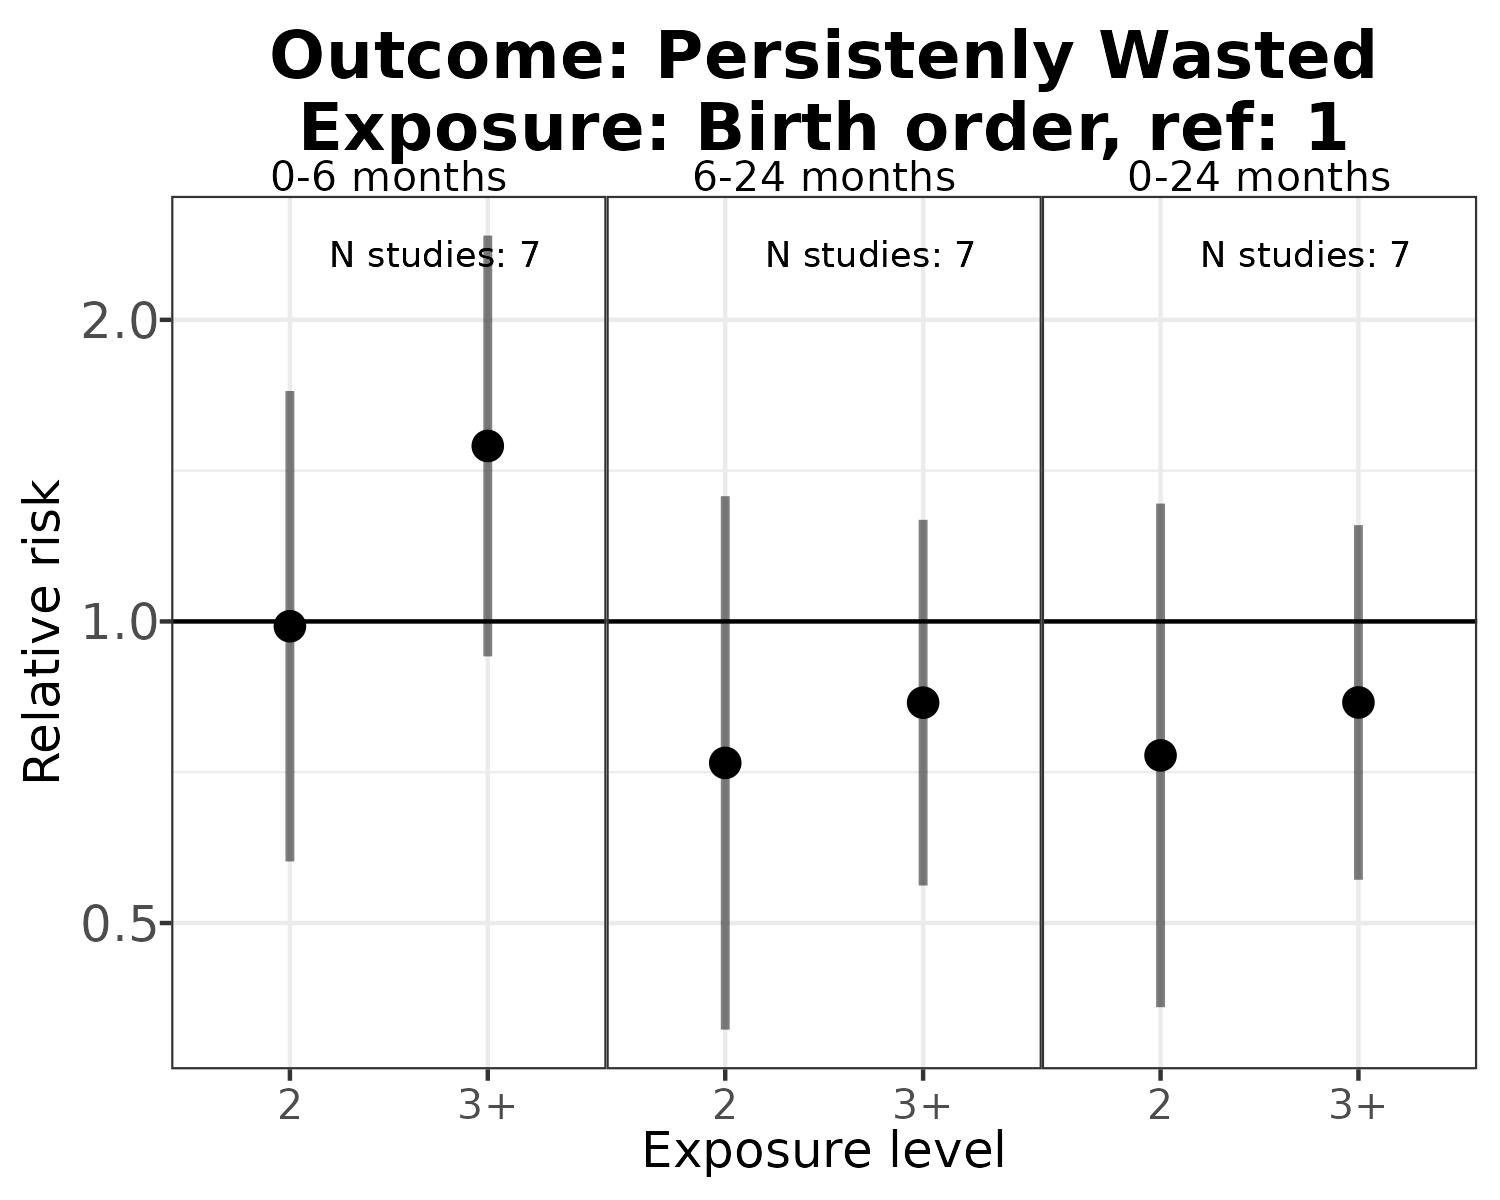 Outcome: Persistenly Wasted
Exposure: Birth order, ref: 1
0-6 months 6-24 months 0-24 months
N studies: 7 N studies: 7 N studies: 7
2.0
1.0
0.5
Relative risk
2 3+ 2 3+ 2 3+
Exposure level